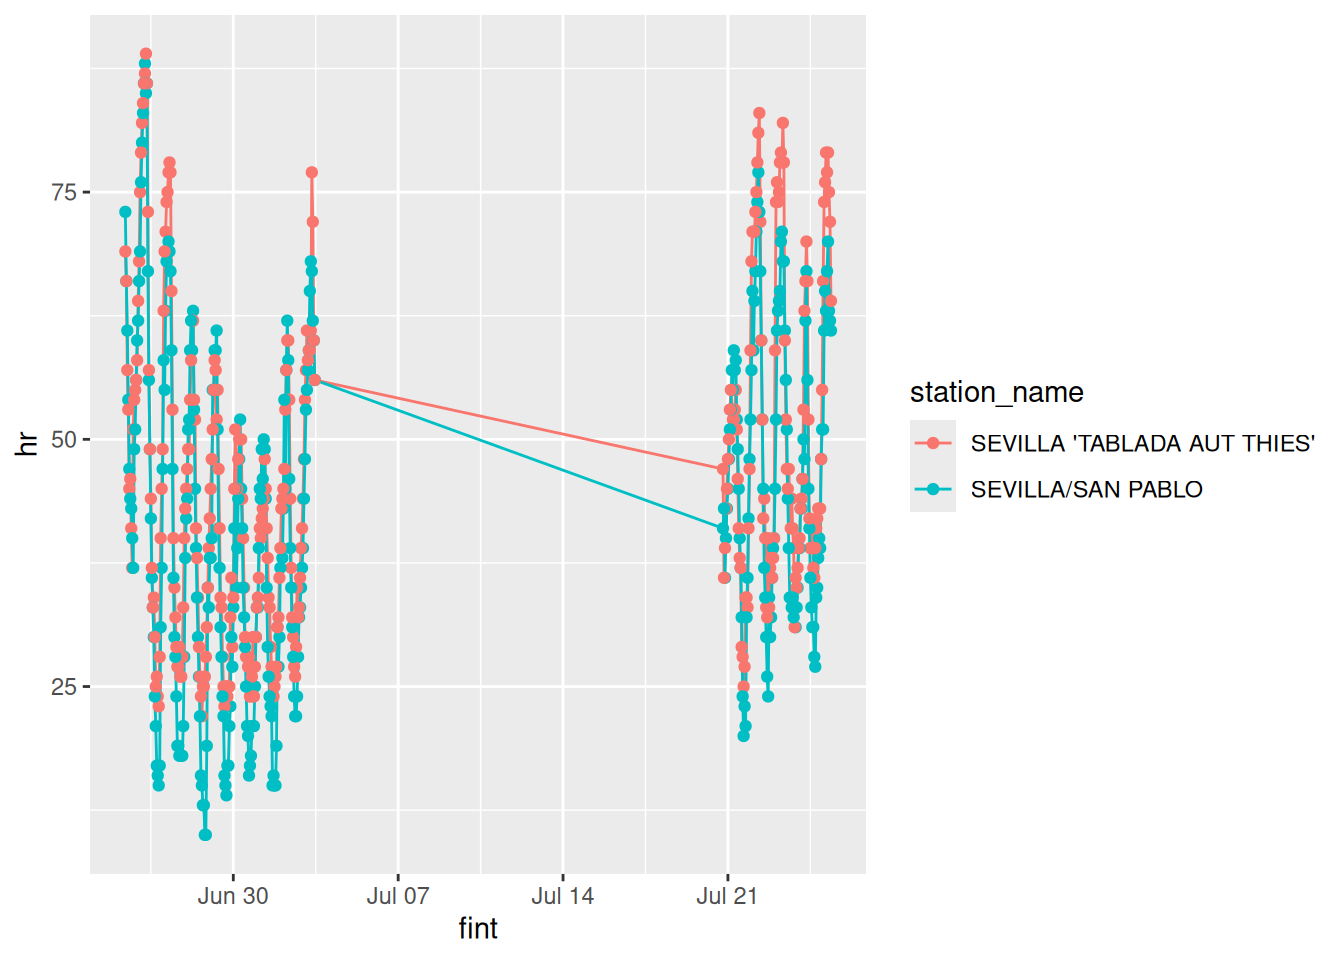 75
50
25
hr
Jun 30
Jul 07
Jul 14
Jul 21
fint
station_name
SEVILLA 'TABLADA AUT THIES'
SEVILLA/SAN PABLO